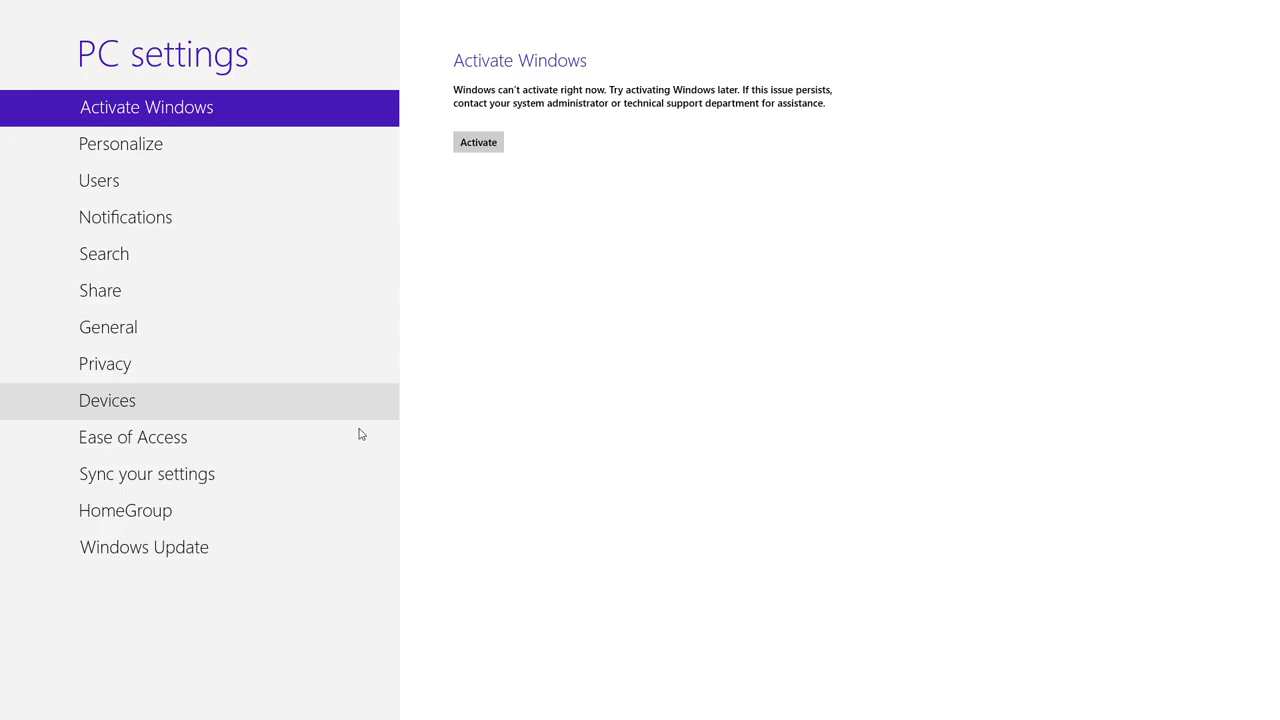 PC settings
Activate Windows
Personalize
Users
Notifications
Search
Share
General
Privacy
Devices
Ease of Access
Sync your settings
HomeGroup
Windows Update
Activate Windows
Windows can't activate right now. Try activating Windows later. If this issue persists,
contact your system administrator or technical support department for assistance.
Activate